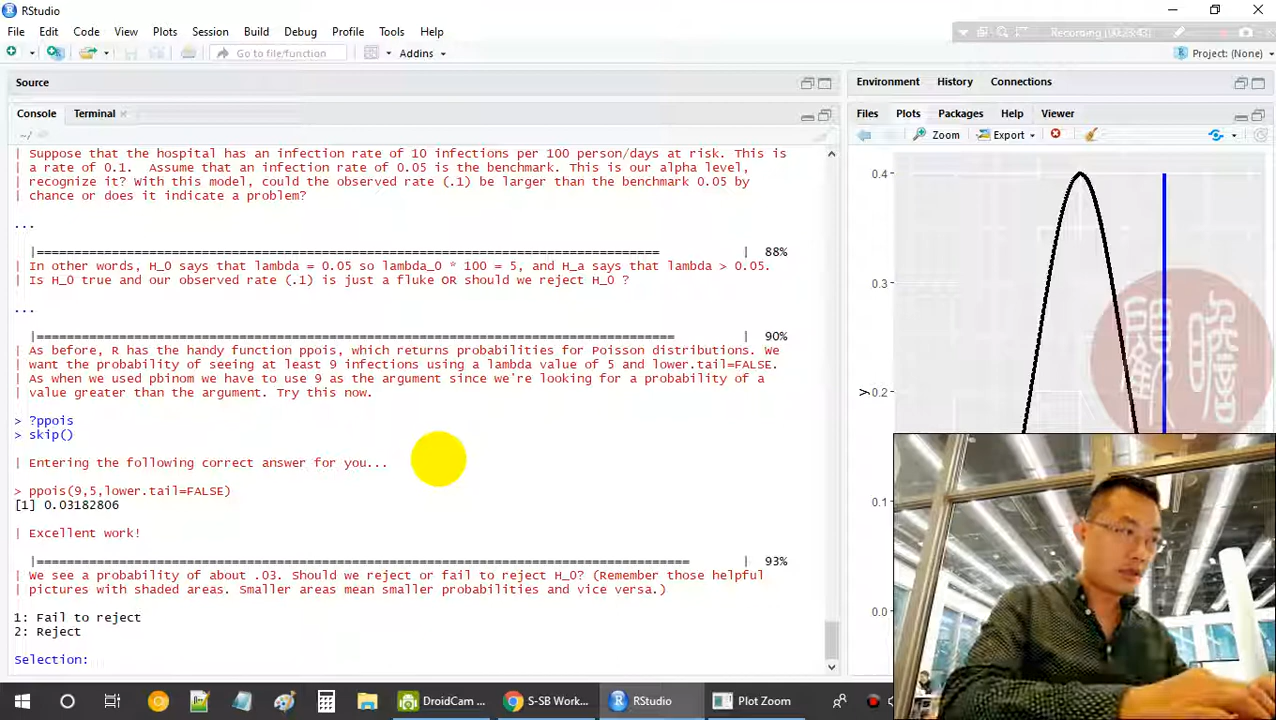 RStudio
File Edit Code View Plots Session Build Debug Profile Tools Help
Recording [00:
Go to file/function
Addins
Project: (None)
Source
Environment History Connections
Console Terminal
Files Plots Packages Help Viewer
~/
Zoom Export
| Suppose that the hospital has an infection rate of 10 infections per 100 person/days at risk. This is
| a rate of 0.1. Assume that an infection rate of 0.05 is the benchmark. This is our alpha level,
| recognize it? With this model, could the observed rate (.1) be larger than the benchmark 0.05 by
| chance or does it indicate a problem?
...
|=================================================================================== | 88%
| In other words, H_0 says that lambda = 0.05 so lambda_0 * 100 = 5, and H_a says that lambda > 0.05.
| Is H_0 true and our observed rate (.1) is just a fluke OR should we reject H_0 ?
...
|===================================================================================== | 90%
| As before, R has the handy function ppois, which returns probabilities for Poisson distributions. We
| want the probability of seeing at least 9 infections using a lambda value of 5 and lower.tail=FALSE.
| As when we used pbinom we have to use 9 as the argument since we're looking for a probability of a
| value greater than the argument. Try this now.
> ?ppois
> skip()
| Entering the following correct answer for you...
> ppois(9,5,lower.tail=FALSE)
[1] 0.03182806
| Excellent work!
|======================================================================================= | 93%
| We see a probability of about .03. Should we reject or fail to reject H_0? (Remember those helpful
| pictures with shaded areas. Smaller areas mean smaller probabilities and vice versa.)
1: Fail to reject
2: Reject
Selection:
0.4
0.3
0.2
y
0.1
0.0
DroidCam ...
S-SB Work...
RStudio
Plot Zoom